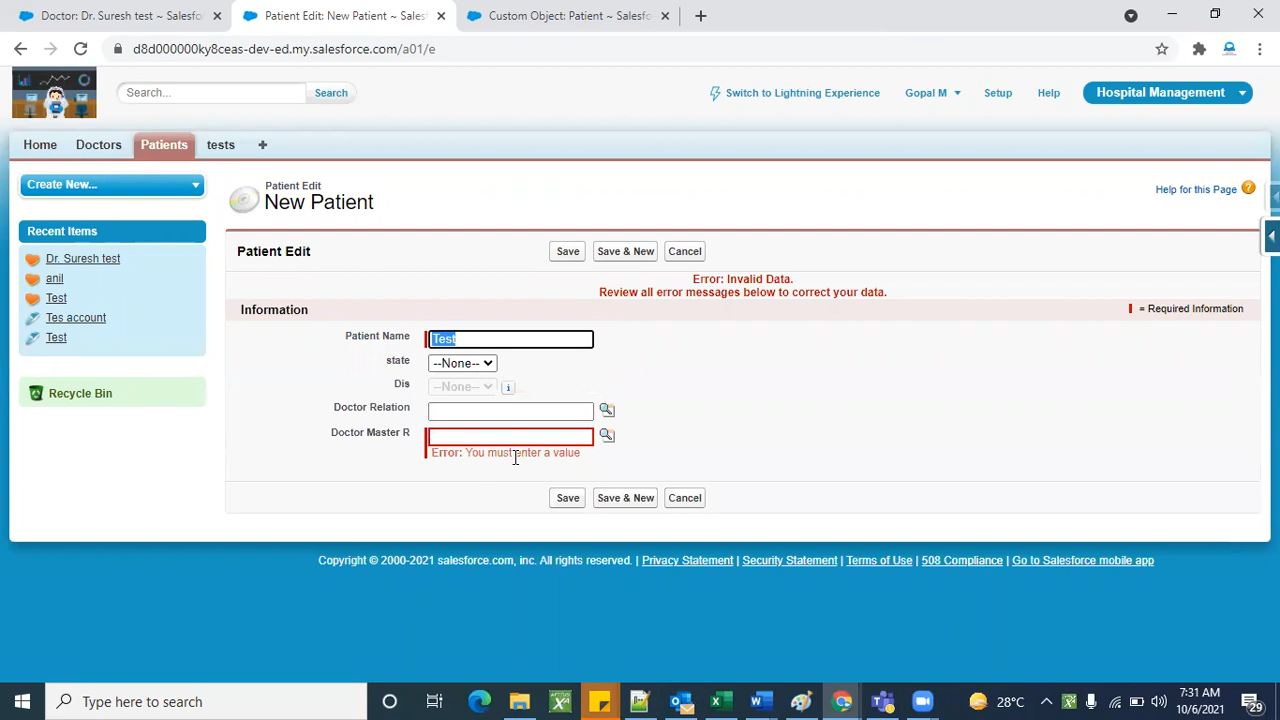 Doctor: Dr. Suresh test ~ Salesfo
Patient Edit: New Patient ~ Sales
Custom Object: Patient ~ Salesfo
d8d000000ky8ceas-dev-ed.my.salesforce.com/a01/e
Search...
Search
Switch to Lightning Experience
Gopal M
Setup
Help
Hospital Management
Home
Doctors
Patients
tests
Create New...
Recent Items
Dr. Suresh test
anil
Test
Tes account
Test
Recycle Bin
Patient Edit
New Patient
Help for this Page
Patient Edit
Save
Save & New
Cancel
Error: Invalid Data.
Review all error messages below to correct your data.
Information
= Required Information
Patient Name
Test
state
--None--
Dis
--None--
Doctor Relation
Doctor Master R
Error: You must enter a value
Save
Save & New
Cancel
Copyright © 2000-2021 salesforce.com, inc. All rights reserved. | Privacy Statement | Security Statement | Terms of Use | 508 Compliance | Go to Salesforce mobile app
Type here to search
28°C
7:31 AM
10/6/2021
29